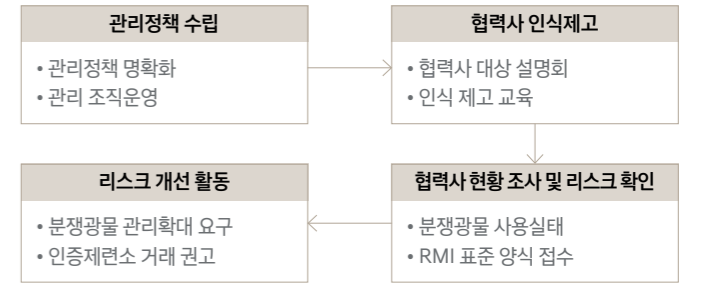 관리정책 수립
• 관리정책 명확화
• 관리 조직운영
협력사 인식제고
• 협력사 대상 설명회
• 인식 제고 교육
협력사 현황 조사 및 리스크 확인
• 분쟁광물 사용실태
• RMI 표준 양식 접수
리스크 개선 활동
• 분쟁광물 관리확대 요구
• 인증제련소 거래 권고